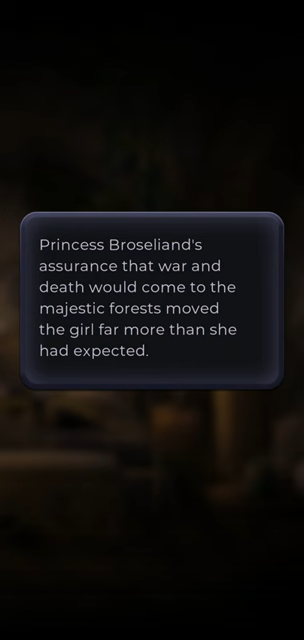 Princess Broseliand's
assurance that war and
death would come to the
majestic forests moved
the girl far more than she
had expected.